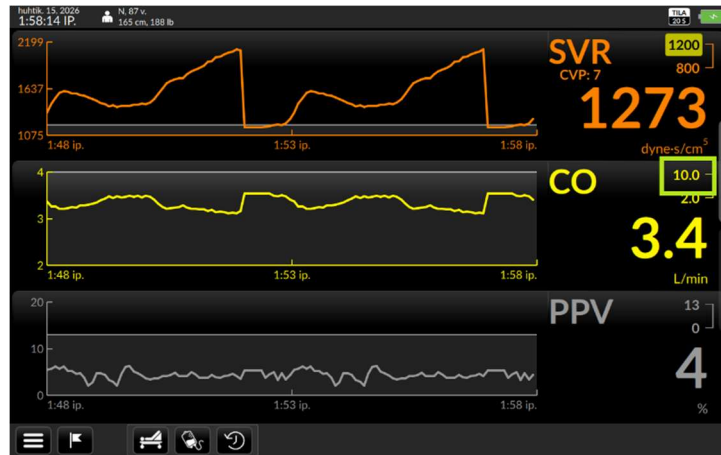 huhtik. 15, 2026
1:58:14 IP.
N, 87 v.
165 cm, 188 lb
TILA
20 S
2199
1637
1075
1:48 ip.
1:53 ip.
1:58 ip.
SVR
CVP: 7
1200
800
1273
dyne-s/cm⁵
4
3
2
1:48 ip.
1:53 ip.
1:58 ip.
CO
10.0
2.0
3.4
L/min
20
10
0
1:48 ip.
1:53 ip.
1:58 ip.
PPV
13
0
4
%